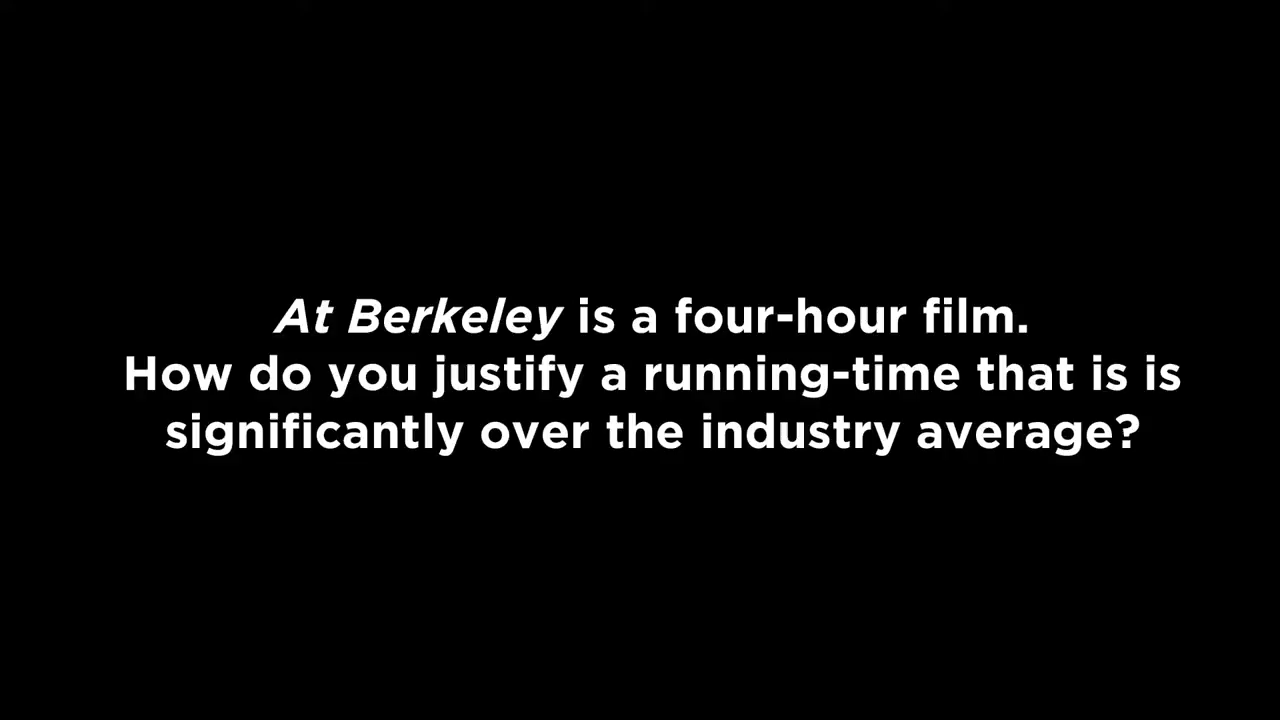 At Berkeley is a four-hour film.
How do you justify a running-time that is is
significantly over the industry average?